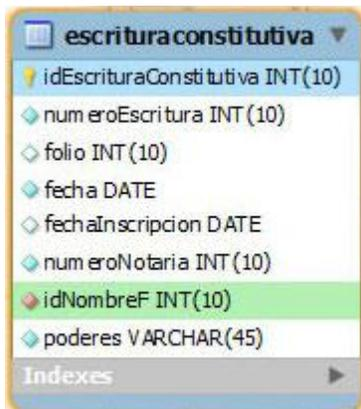 escrituraconstitutiva
idEscrituraConstitutiva INT(10)
numeroEscritura INT(10)
folio INT(10)
fecha DATE
fechaInscripcion DATE
numeroNotaria INT(10)
idNombreF INT(10)
poderes VARCHAR(45)
Indexes